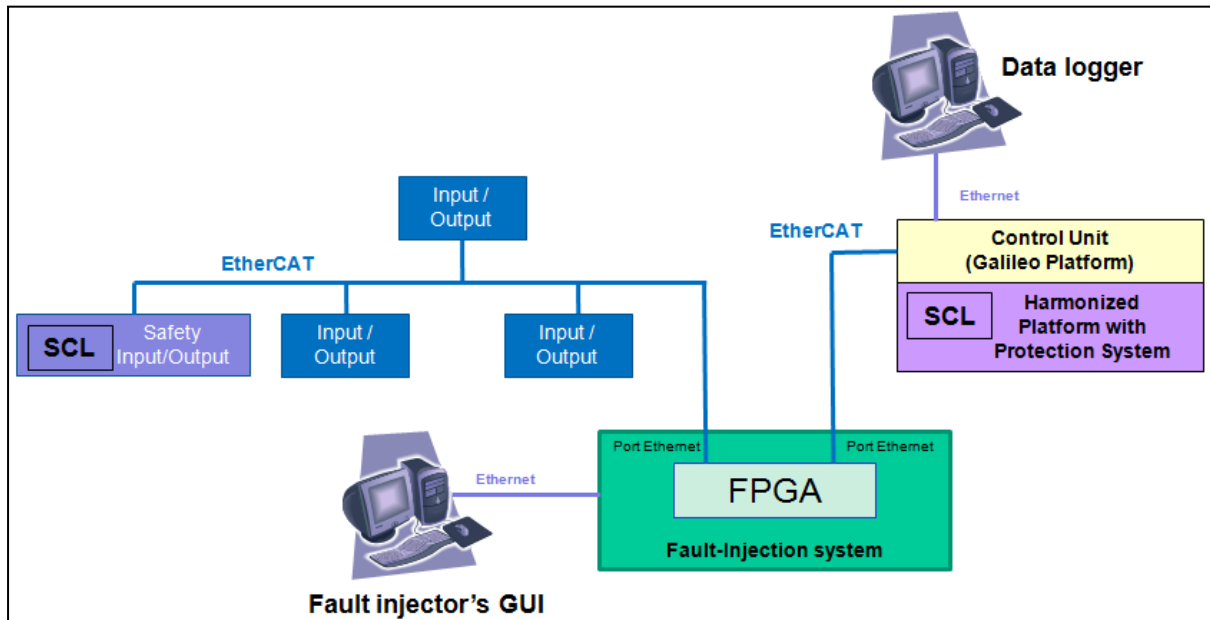 Data logger
Ethernet
Input /
Output
EtherCAT
EtherCAT
Control Unit
(Galileo Platform)
SCL
Harmonized
Platform with
Protection System
SCL
Safety
Input/Output
Input /
Output
Input /
Output
Port Ethernet
Port Ethernet
Ethernet
FPGA
Fault-Injection system
Fault injector’s GUI